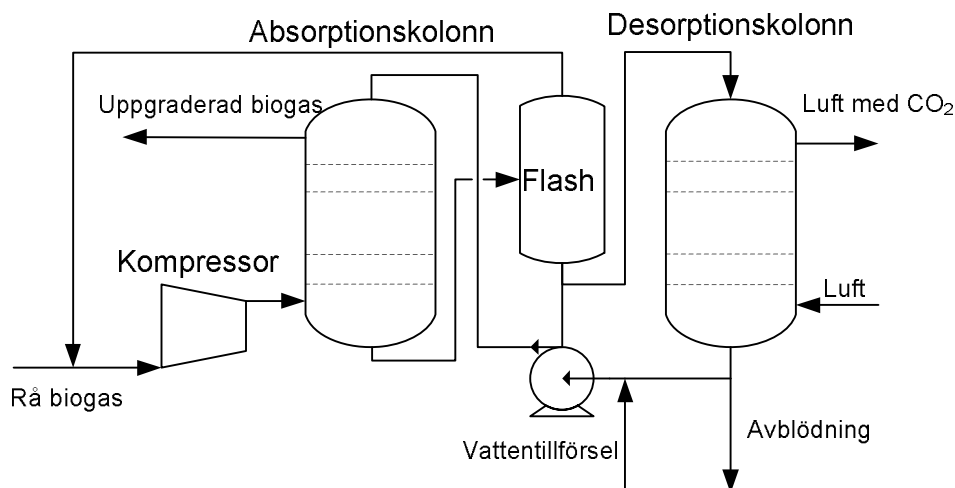 Absorptionskolonn
Desorptionskolonn
Uppgraderad biogas
Luft med CO₂
Flash
Kompressor
Luft
Rå biogas
Vattentillförsel
Avblödning